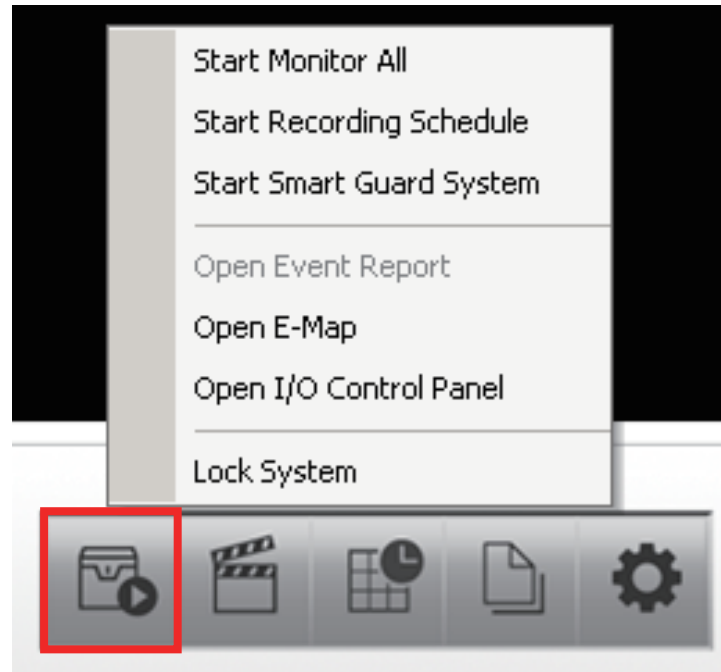 Start Monitor All
Start Recording Schedule
Start Smart Guard System
Open Event Report
Open E-Map
Open I/O Control Panel
Lock System